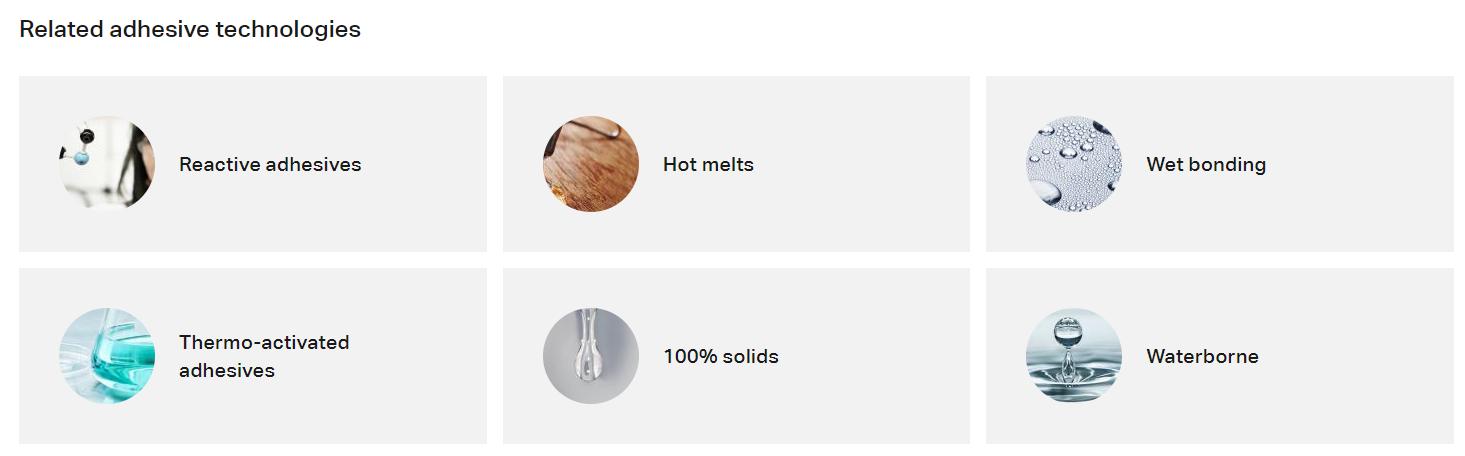 Related adhesive technologies
Reactive adhesives
Hot melts
Wet bonding
Thermo-activated
adhesives
100% solids
Waterborne